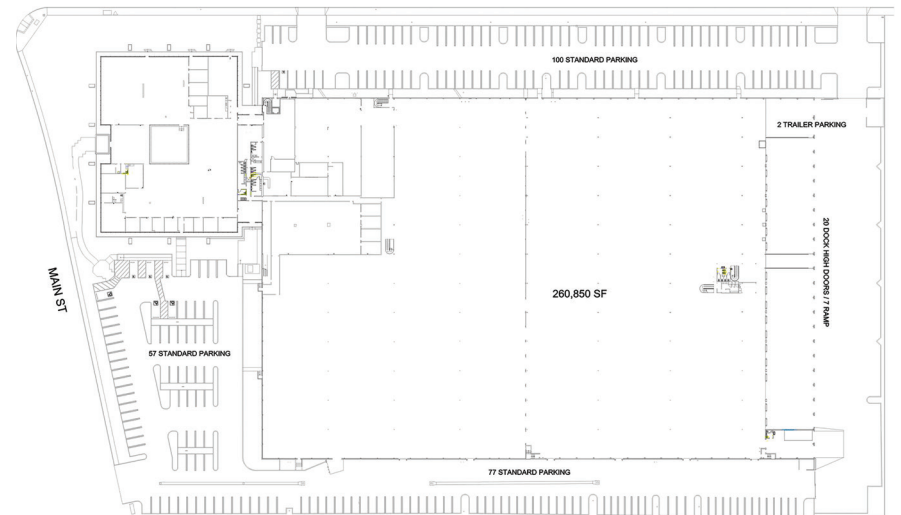 100 STANDARD PARKING
2 TRAILER PARKING
20 DOCK HIGH DOORS / 7 RAMP
MAIN ST
260,850 SF
57 STANDARD PARKING
77 STANDARD PARKING